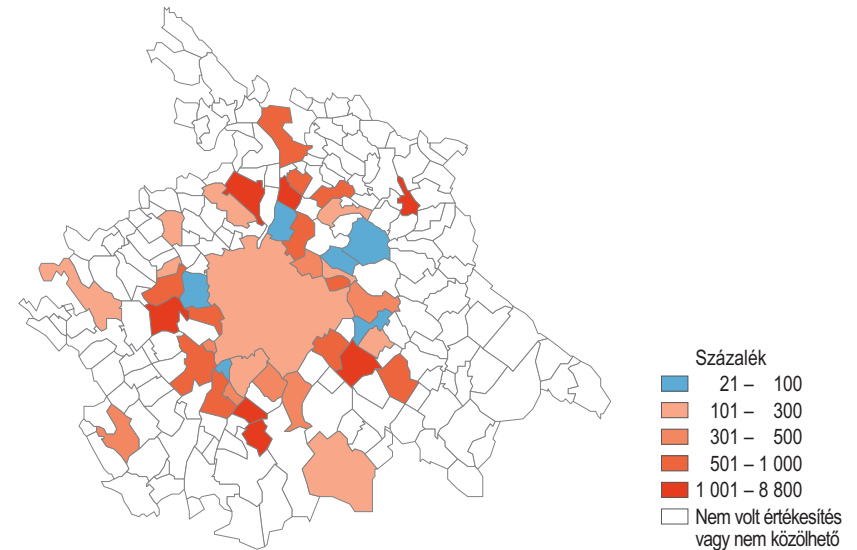 Százalék
21 – 100
101 – 300
301 – 500
501 – 1 000
1 001 – 8 800
Nem volt értékesítés
vagy nem közölhető